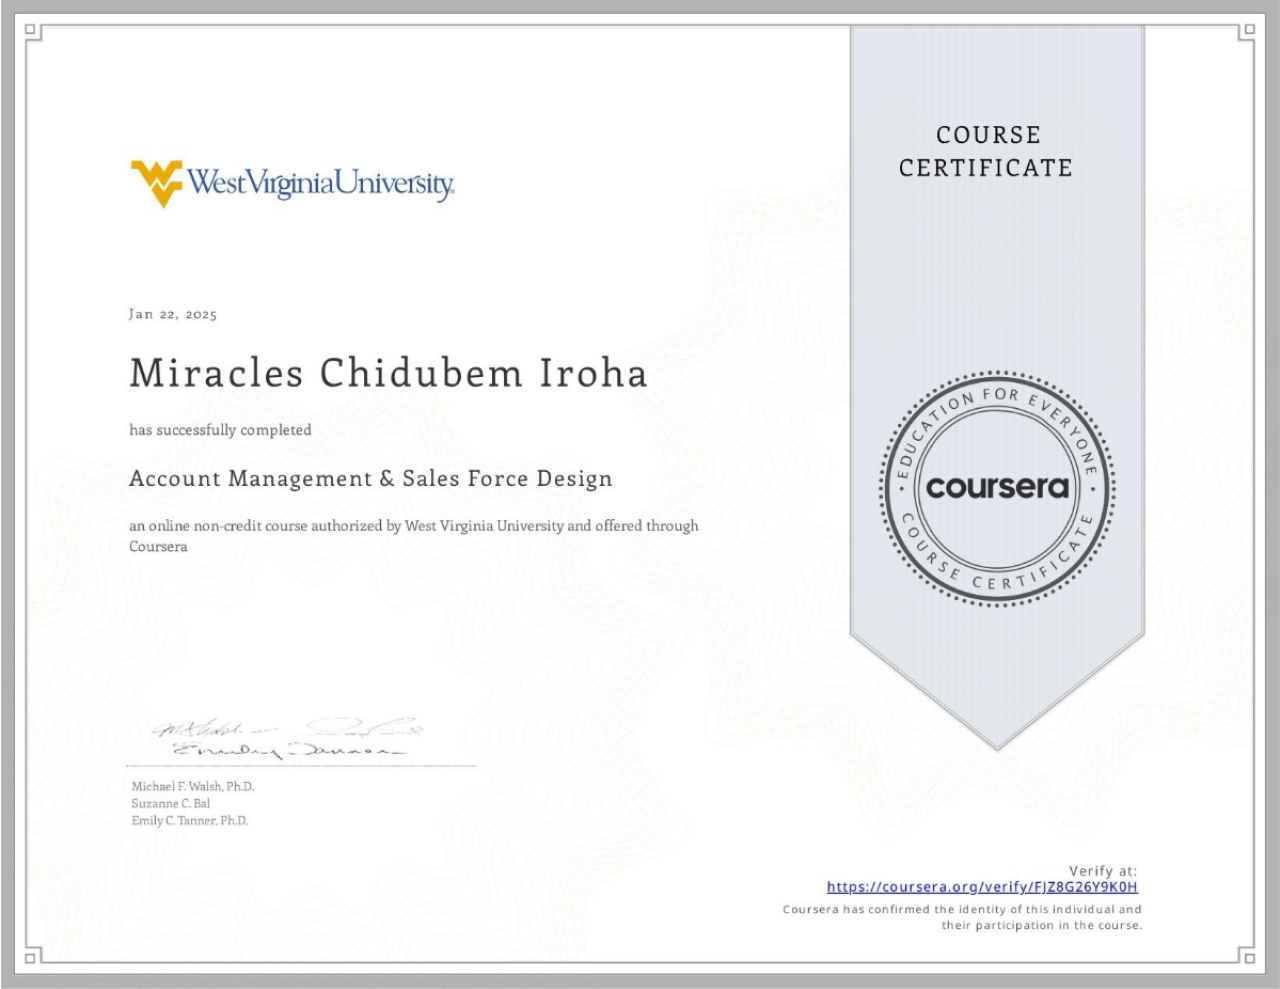 COURSE
CERTIFICATE
West Virginia University
Jan 22, 2025
Miracles Chidubem Iroha
has successfully completed
Account Management & Sales Force Design
an online non-credit course authorized by West Virginia University and offered through
Coursera
EDUCATION FOR EVERYONE
coursera
COURSE CERTIFICATE
Michael F. Walsh, Ph.D.
Suzanne C. Bal
Emily C. Tanner, Ph.D.
Verify at:
https://coursera.org/verify/FJZ8G26Y9K0H
Coursera has confirmed the identity of this individual and
their participation in the course.